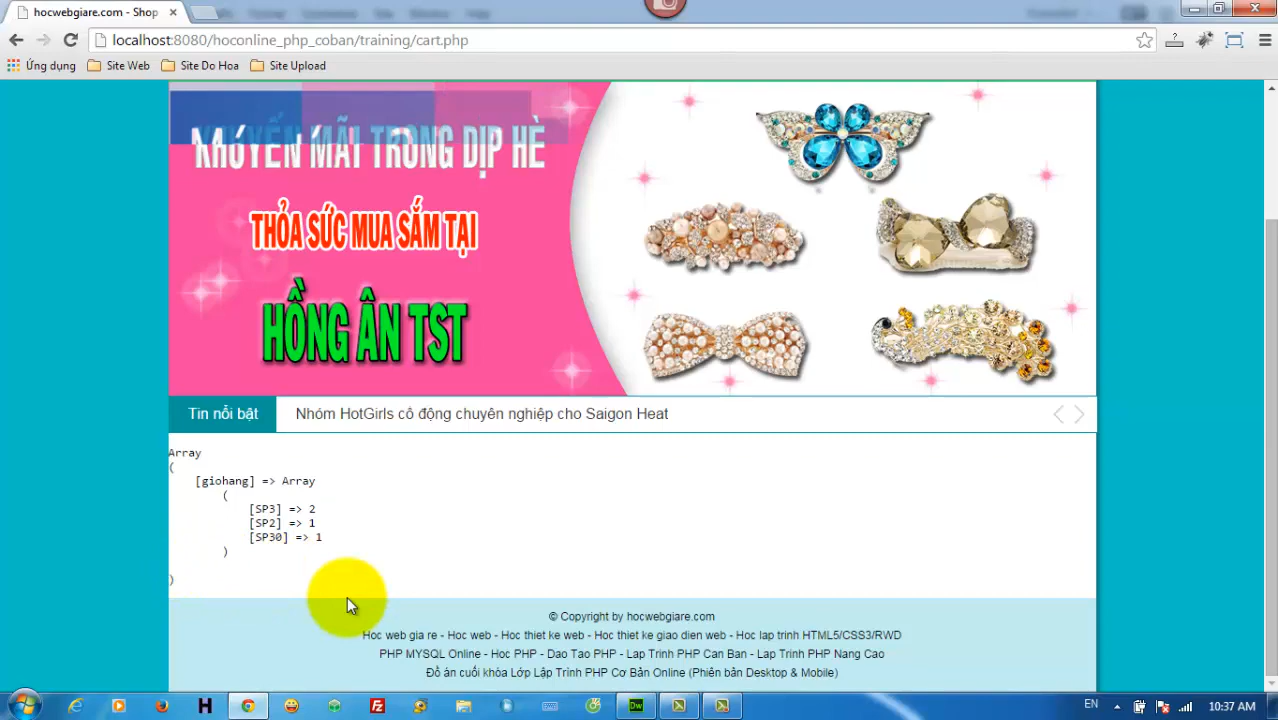 hocwebgiare.com - Shop
localhost:8080/hoconline_php_coban/training/cart.php
Ứng dụng Site Web Site Do Hoa Site Upload
KHUYẾN MÃI TRONG DỊP HÈ
THỎA SỨC MUA SẮM TẠI
HỒNG ÂN TST
Tin nổi bật Nhóm HotGirls cổ động chuyên nghiệp cho Saigon Heat
Array
(
[giohang] => Array
(
[SP3] => 2
[SP2] => 1
[SP30] => 1
)
)
© Copyright by hocwebgiare.com
Hoc web gia re - Hoc web - Hoc thiet ke web - Hoc thiet ke giao dien web - Hoc lap trinh HTML5/CSS3/RWD
PHP MYSQL Online - Hoc PHP - Dao Tao PHP - Lap Trinh PHP Can Ban - Lap Trinh PHP Nang Cao
Đồ án cuối khóa Lớp Lập Trình PHP Cơ Bản Online (Phiên bản Desktop & Mobile)
H Fz Dw EN 10:37 AM